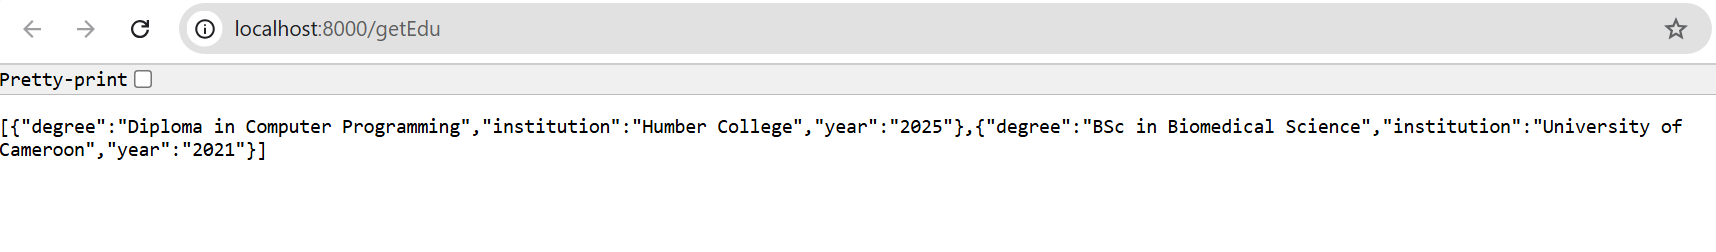 localhost:8000/getEdu
Pretty-print
[{"degree":"Diploma in Computer Programming","institution":"Humber College","year":"2025"},{"degree":"BSc in Biomedical Science","institution":"University of
Cameroon","year":"2021"}]